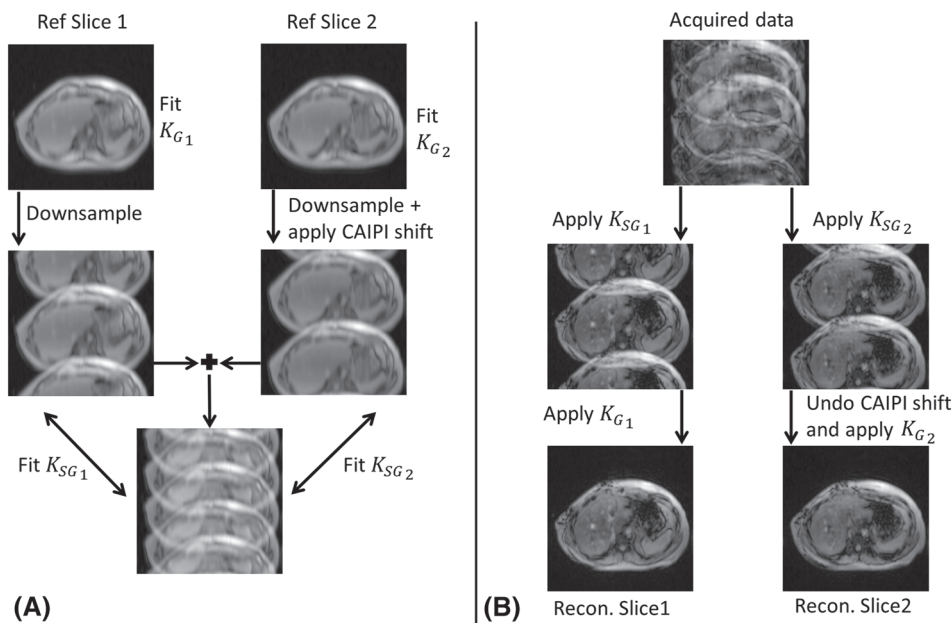 Ref Slice 1
Ref Slice 2
Fit
K_{G_1}
Fit
K_{G_2}
Downsample
Downsample +
apply CAIPI shift
Fit K_{SG_1}
Fit K_{SG_2}
(A)
Acquired data
Apply K_{SG_1}
Apply K_{SG_2}
Apply K_{G_1}
Undo CAIPI shift
and apply K_{G_2}
(B)
Recon. Slice1
Recon. Slice2